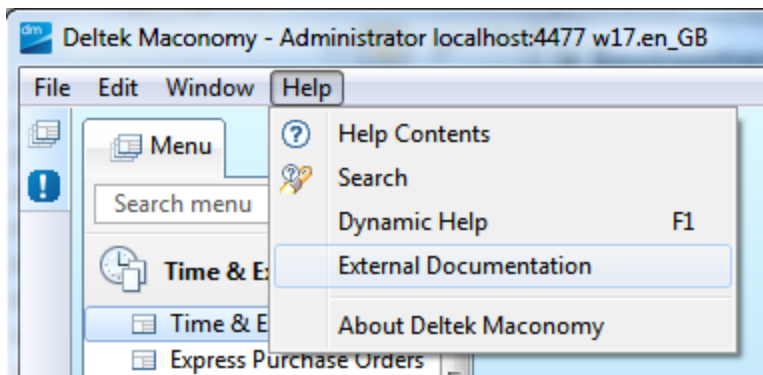 dm Deltek Maconomy - Administrator localhost:4477 w17.en_GB
File Edit Window Help
Menu
Help Contents
Search
Search menu
Dynamic Help F1
Time & E
External Documentation
Time & E
About Deltek Maconomy
Express Purchase Orders